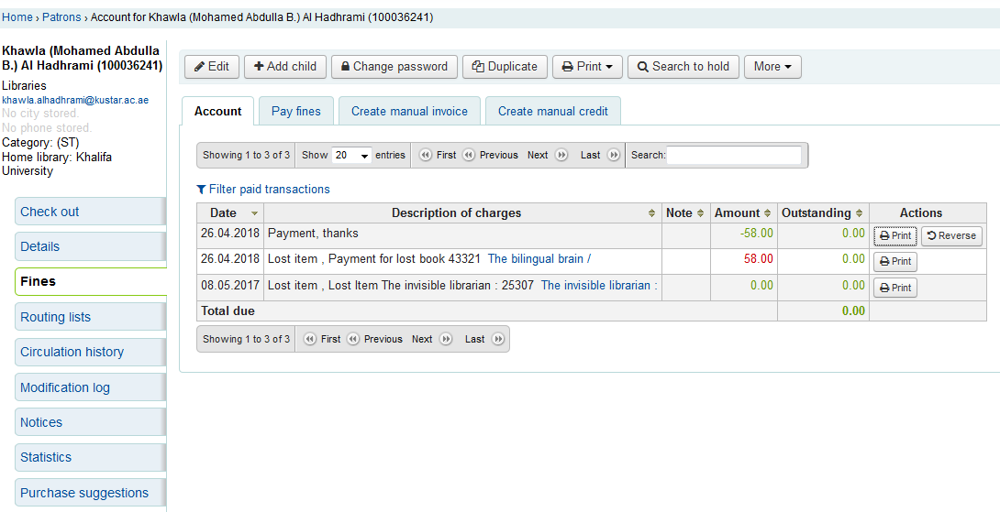 Home › Patrons › Account for Khawla (Mohamed Abdulla B.) Al Hadhrami (100036241)
Khawla (Mohamed Abdulla
B.) Al Hadhrami (100036241)
Libraries
khawla.alhadhrami@kustar.ac.ae
No city stored.
No phone stored.
Category: (ST)
Home library: Khalifa
University
Check out
Details
Fines
Routing lists
Circulation history
Modification log
Notices
Statistics
Purchase suggestions
Edit Add child Change password Duplicate Print Search to hold More
Account Pay fines Create manual invoice Create manual credit
Showing 1 to 3 of 3 Show 20 entries First Previous Next Last Search:
Filter paid transactions
Date Description of charges Note Amount Outstanding Actions
26.04.2018 Payment, thanks -58.00 0.00 Print Reverse
26.04.2018 Lost item , Payment for lost book 43321 The bilingual brain / 58.00 0.00 Print
08.05.2017 Lost item , Lost Item The invisible librarian : 25307 The invisible librarian : 0.00 0.00 Print
Total due 0.00
Showing 1 to 3 of 3 First Previous Next Last